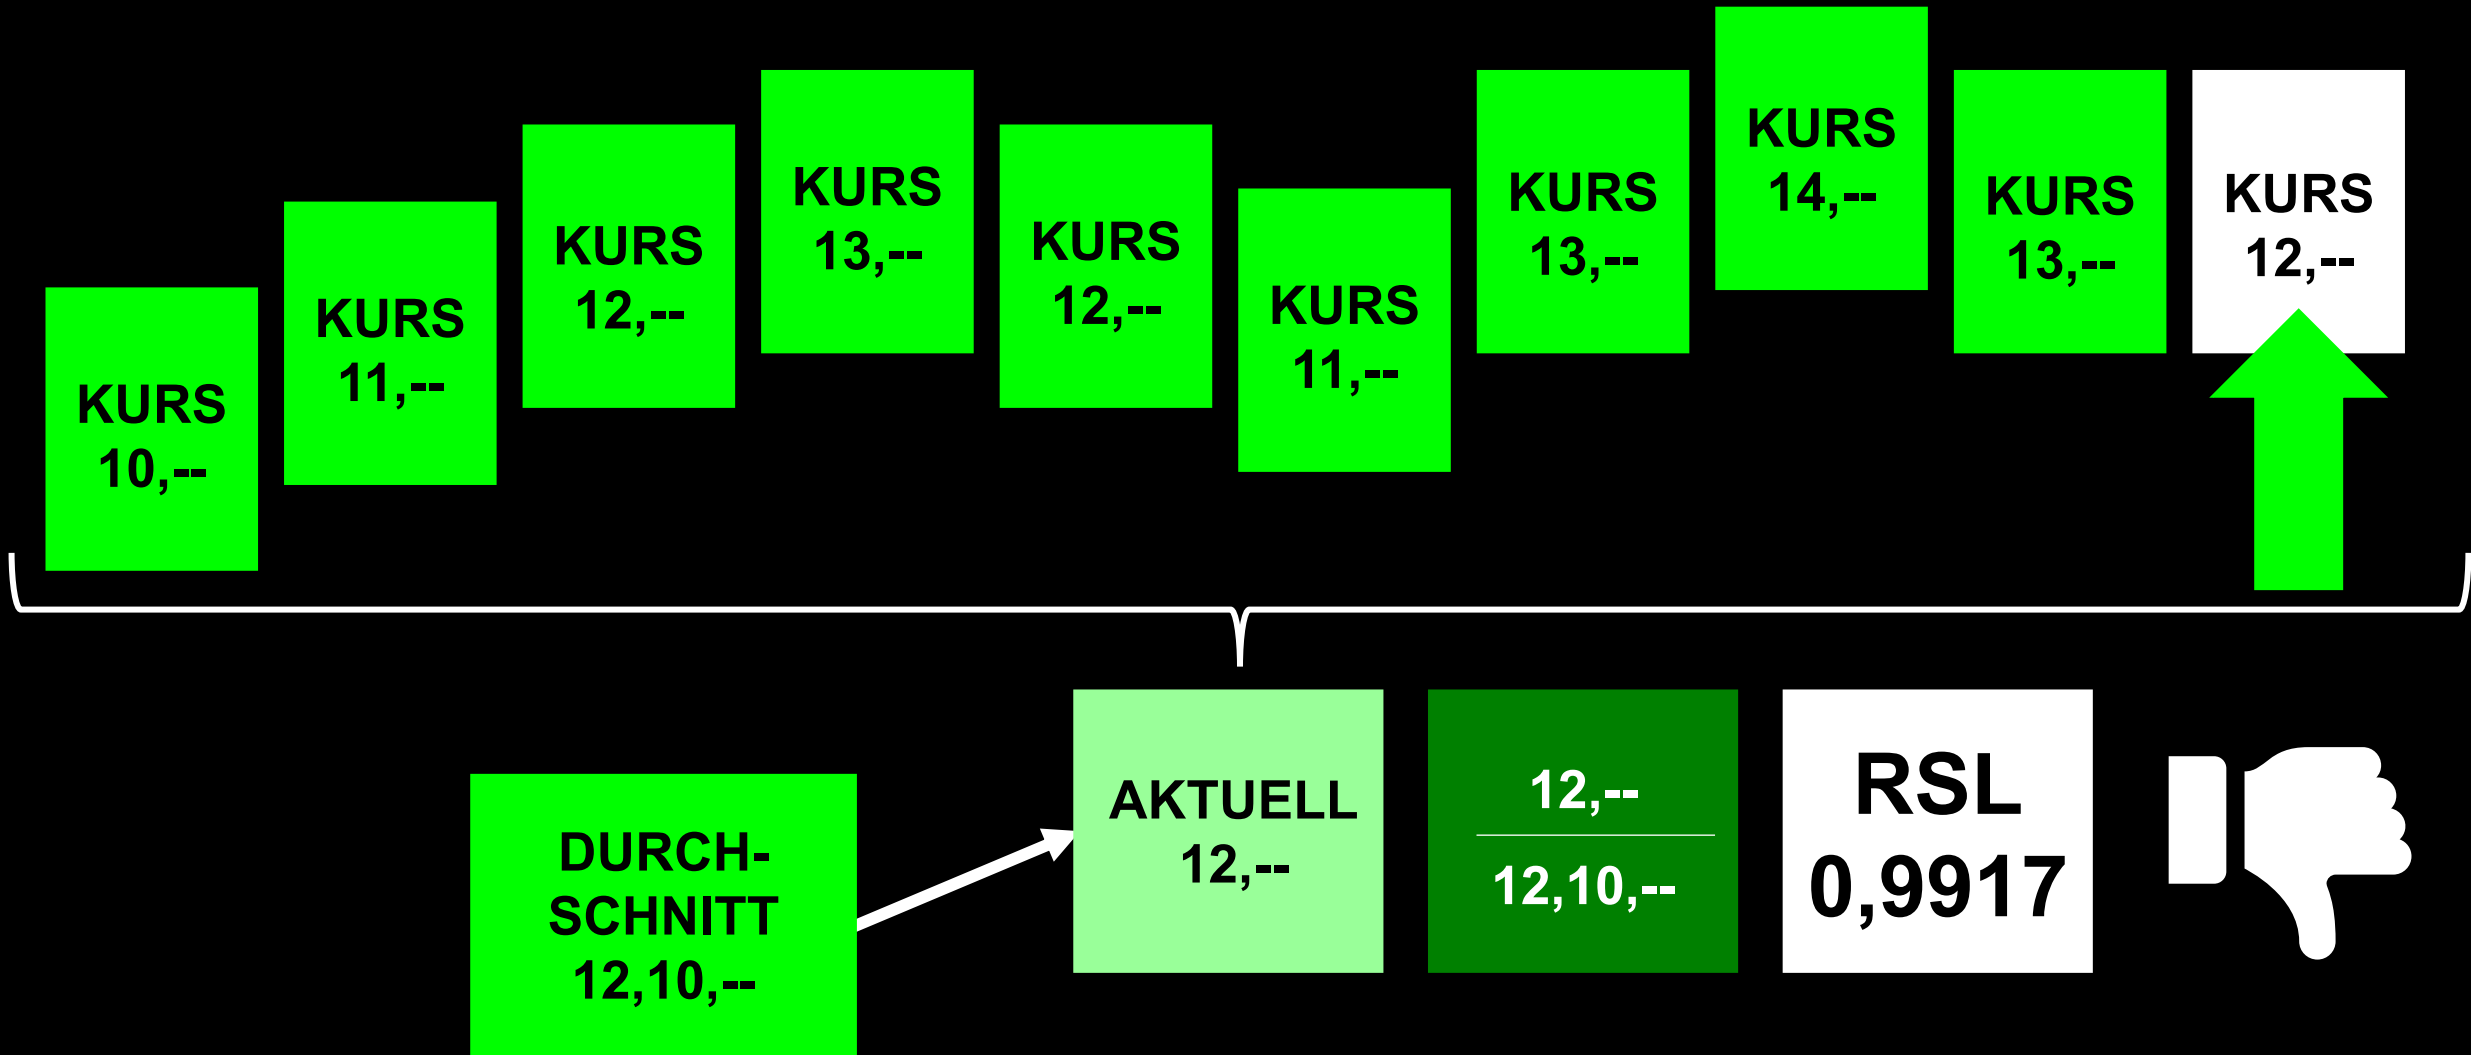 KURS
10,--
KURS
11,--
KURS
12,--
KURS
13,--
KURS
12,--
KURS
11,--
KURS
13,--
KURS
14,--
KURS
13,--
KURS
12,--
DURCH-
SCHNITT
12,10,--
AKTUELL
12,--
12,--
12,10,--
RSL
0,9917